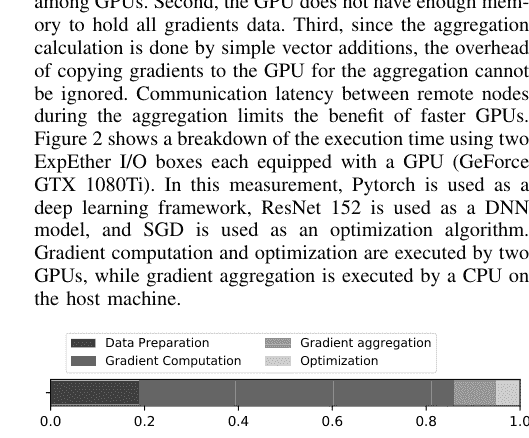 among GPUs. Second, the GPU does not have enough mem-
ory to hold all gradients data. Third, since the aggregation
calculation is done by simple vector additions, the overhead
of copying gradients to the GPU for the aggregation cannot
be ignored. Communication latency between remote nodes
during the aggregation limits the benefit of faster GPUs.
Figure 2 shows a breakdown of the execution time using two
ExpEther I/O boxes each equipped with a GPU (GeForce
GTX 1080Ti). In this measurement, Pytorch is used as a
deep learning framework, ResNet 152 is used as a DNN
model, and SGD is used as an optimization algorithm.
Gradient computation and optimization are executed by two
GPUs, while gradient aggregation is executed by a CPU on
the host machine.
Data Preparation Gradient aggregation
Gradient Computation Optimization
0.0 0.2 0.4 0.6 0.8 1.0